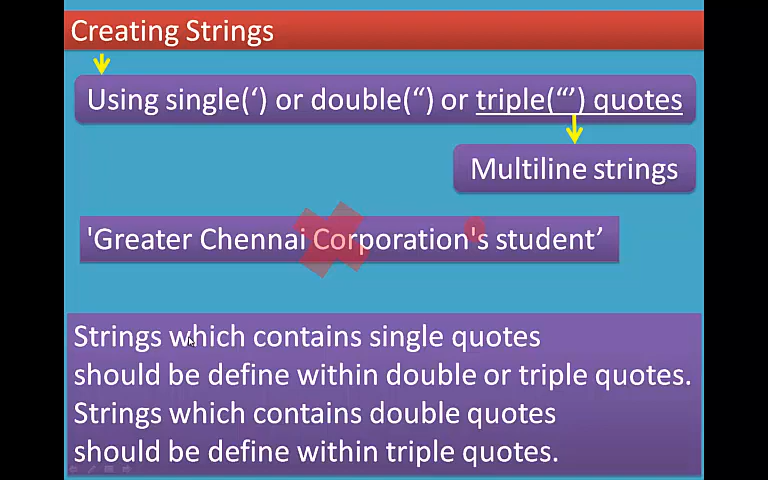 Creating Strings
Using single(‘) or double(“) or triple(“’) quotes
Multiline strings
'Greater Chennai Corporation's student’
Strings which contains single quotes
should be define within double or triple quotes.
Strings which contains double quotes
should be define within triple quotes.